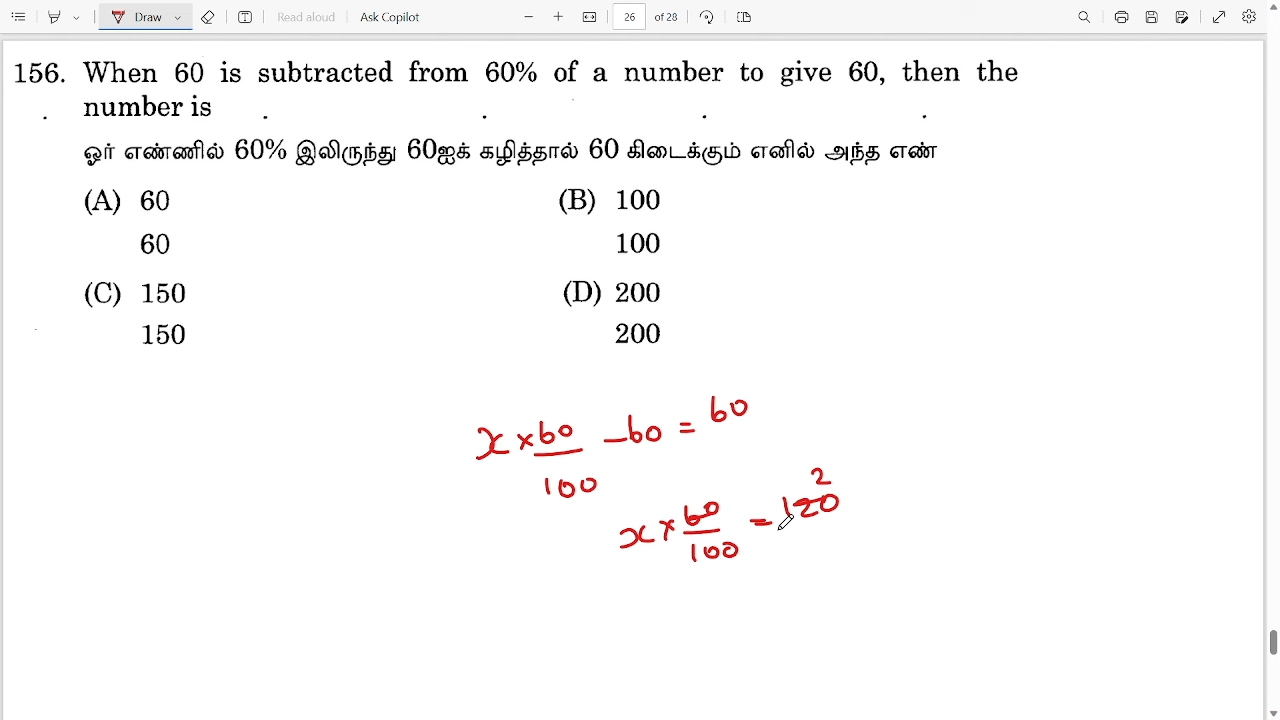 Draw Read aloud Ask Copilot 26 of 28
156. When 60 is subtracted from 60% of a number to give 60, then the
number is
ஓர் எண்ணில் 60% இலிருந்து 60ஐக் கழித்தால் 60 கிடைக்கும் எனில் அந்த எண்
(A) 60 (B) 100
60 100
(C) 150 (D) 200
150 200
x × 60/100 - 60 = 60
2
x × 60/100 = 120